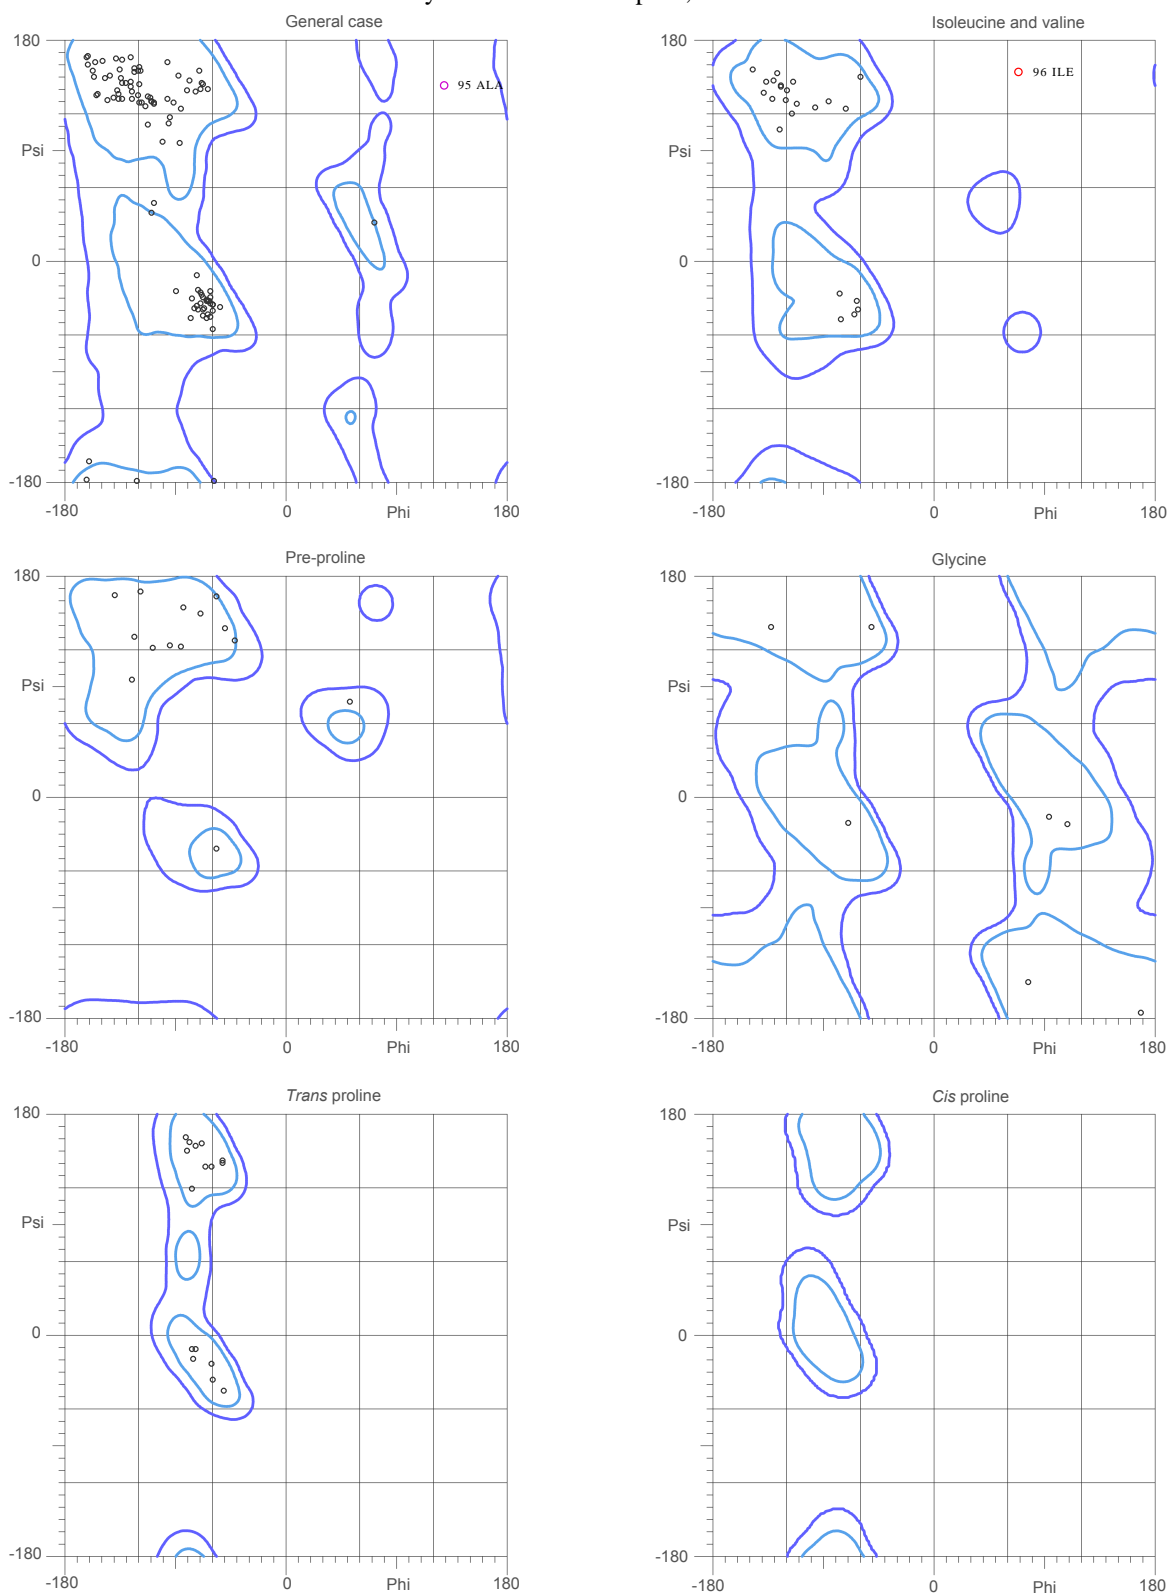 General case
180
95 ALA
Psi
0
-180
-180
0
Phi
180
Isoleucine and valine
180
96 ILE
Psi
0
-180
-180
0
Phi
180
Pre-proline
180
Psi
0
-180
-180
0
Phi
180
Glycine
180
Psi
0
-180
-180
0
Phi
180
Trans proline
180
Psi
0
-180
-180
0
Phi
180
Cis proline
180
Psi
0
-180
-180
0
Phi
180